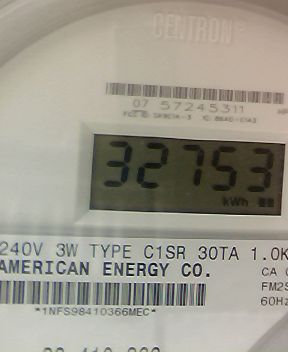 CENTRON
07 57245311
32753
kWh
240V 3W TYPE C1SR 30TA 1.0K
AMERICAN ENERGY CO.
CA
FM2S
60Hz
*1NFS98410366MEC*